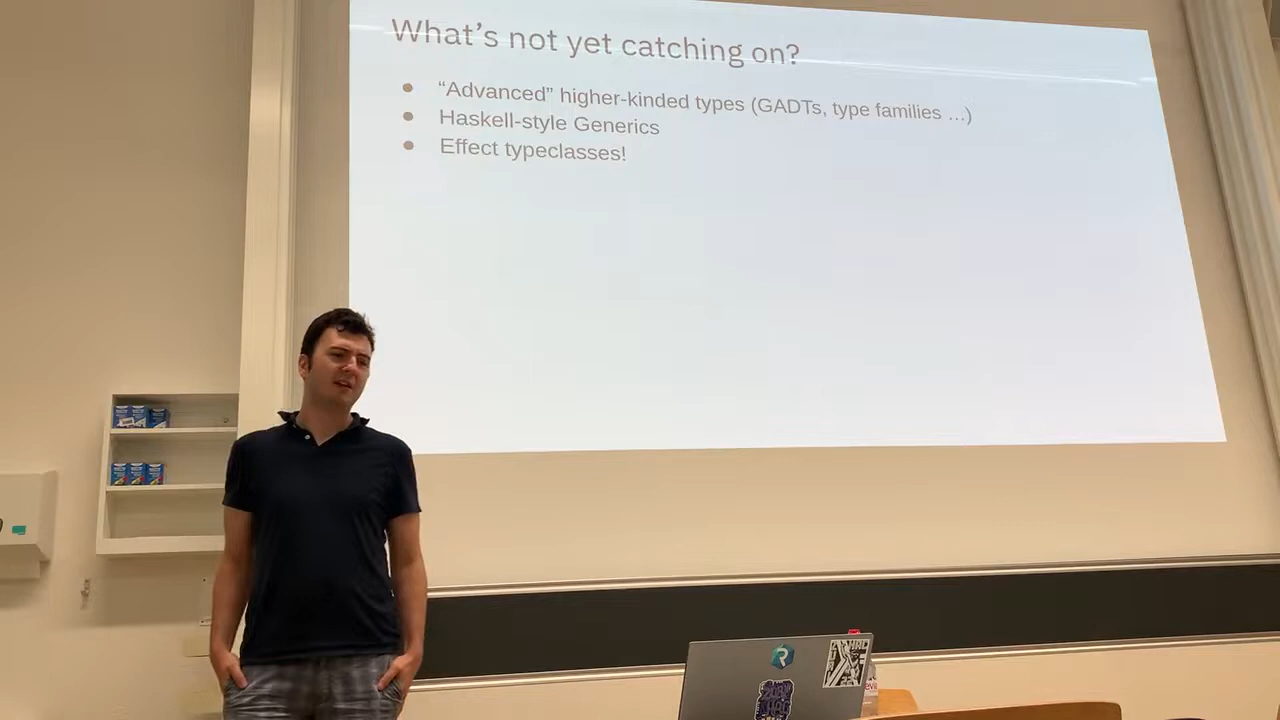 What's not yet catching on?
● “Advanced” higher-kinded types (GADTs, type families …)
● Haskell-style Generics
● Effect typeclasses!